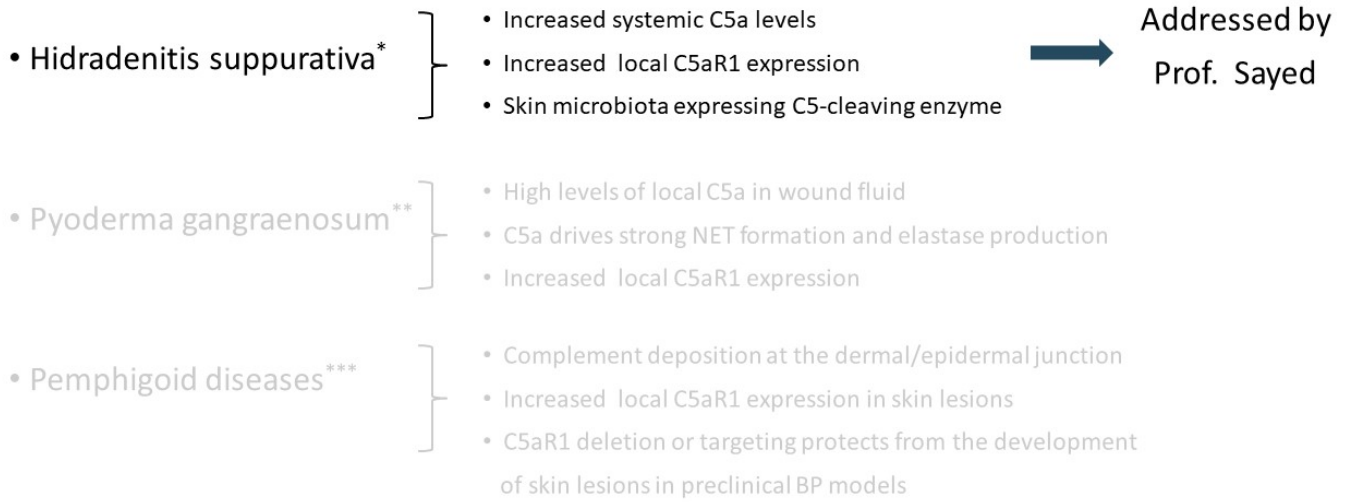 • Hidradenitis suppurativa*
• Increased systemic C5a levels
• Increased local C5aR1 expression
• Skin microbiota expressing C5-cleaving enzyme
Addressed by
Prof. Sayed
• Pyoderma gangraenosum**
• High levels of local C5a in wound fluid
• C5a drives strong NET formation and elastase production
• Increased local C5aR1 expression
• Pemphigoid diseases***
• Complement deposition at the dermal/epidermal junction
• Increased local C5aR1 expression in skin lesions
• C5aR1 deletion or targeting protects from the development
of skin lesions in preclinical BP models